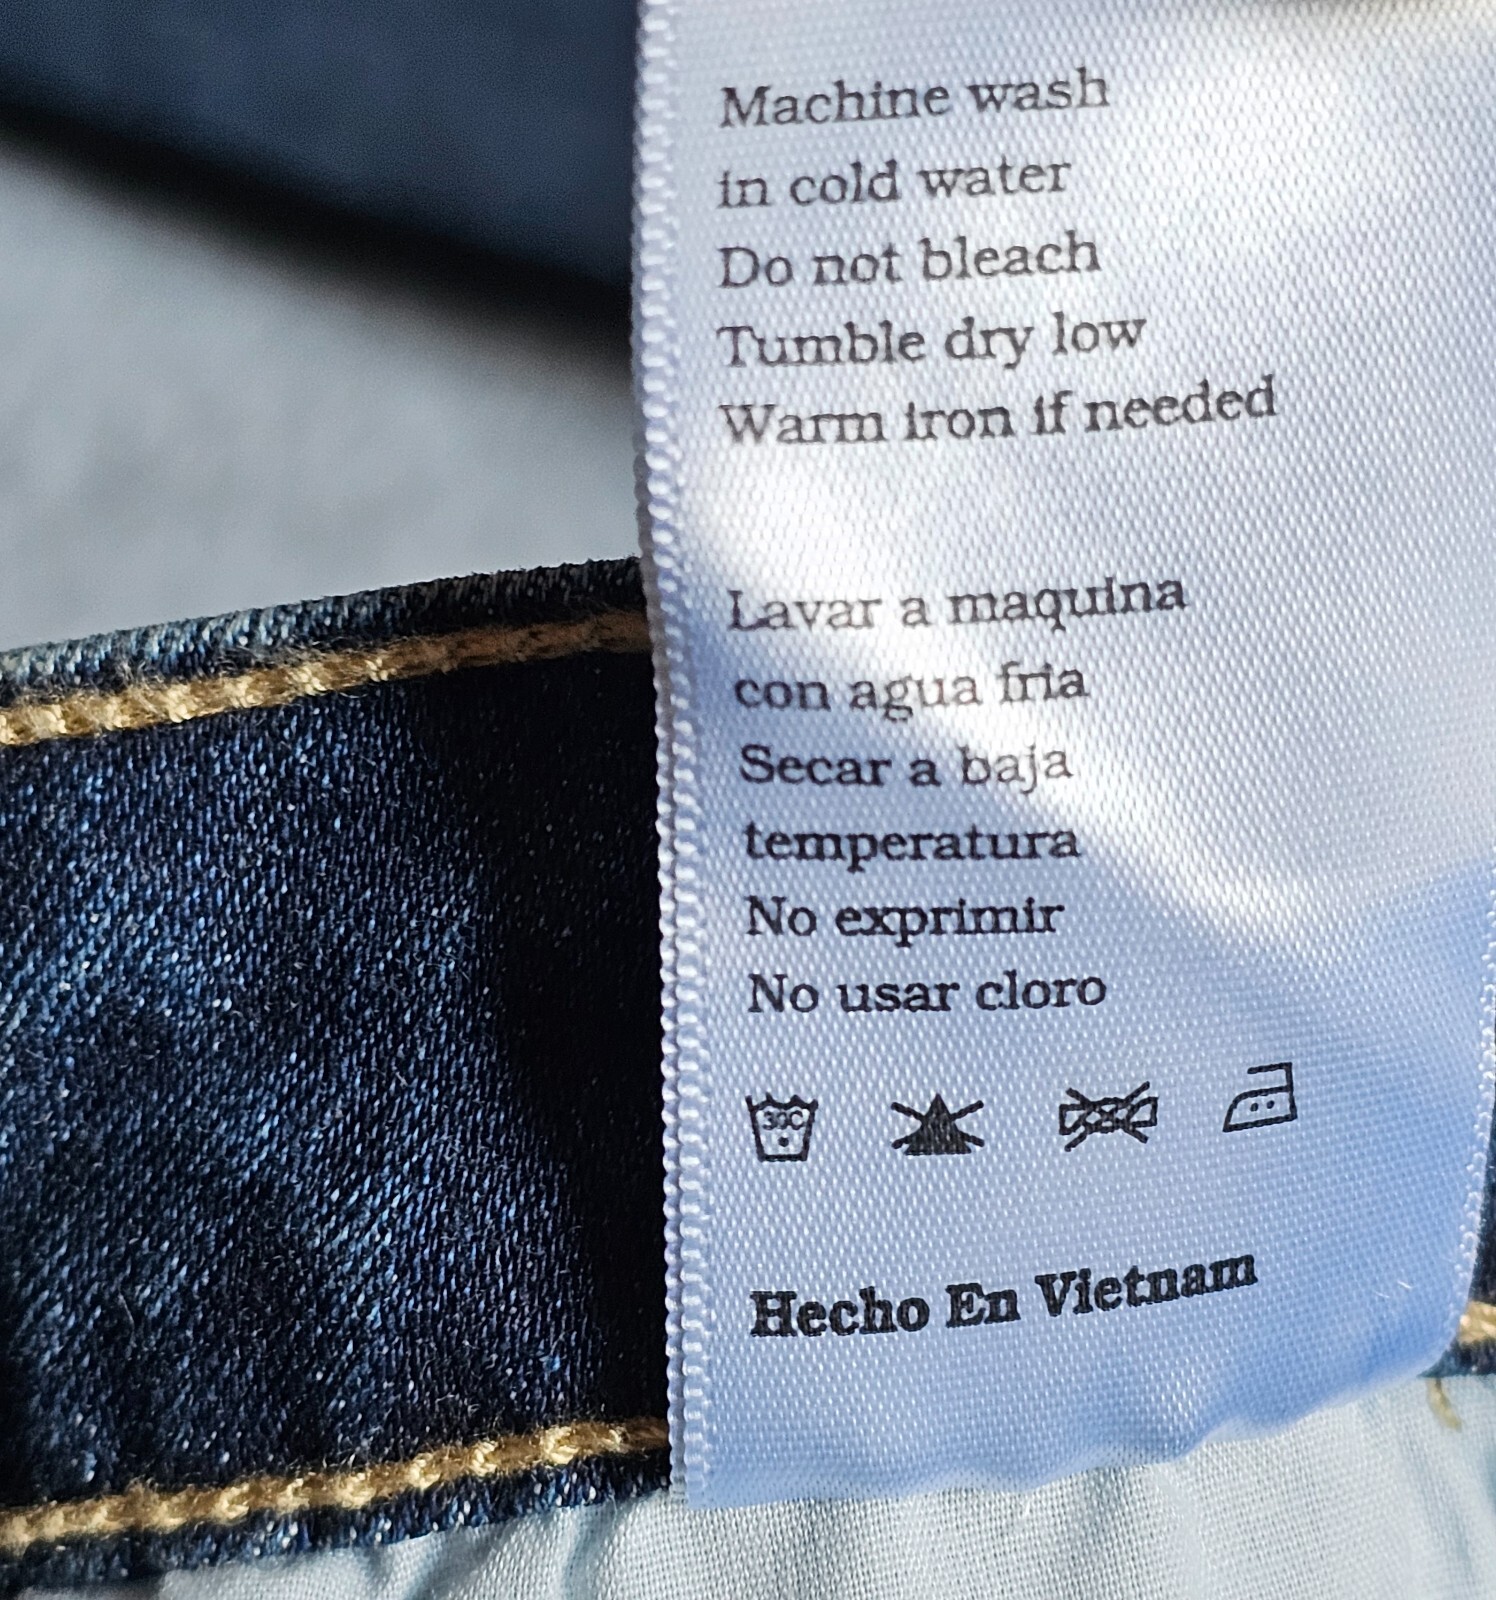 Machine wash
in cold water
Do not bleach
Tumble dry low
Warm iron if needed
Lavar a maquina
con agua fria
Secar a baja
temperatura
No exprimir
No usar cloro
30C
Hecho En Vietnam